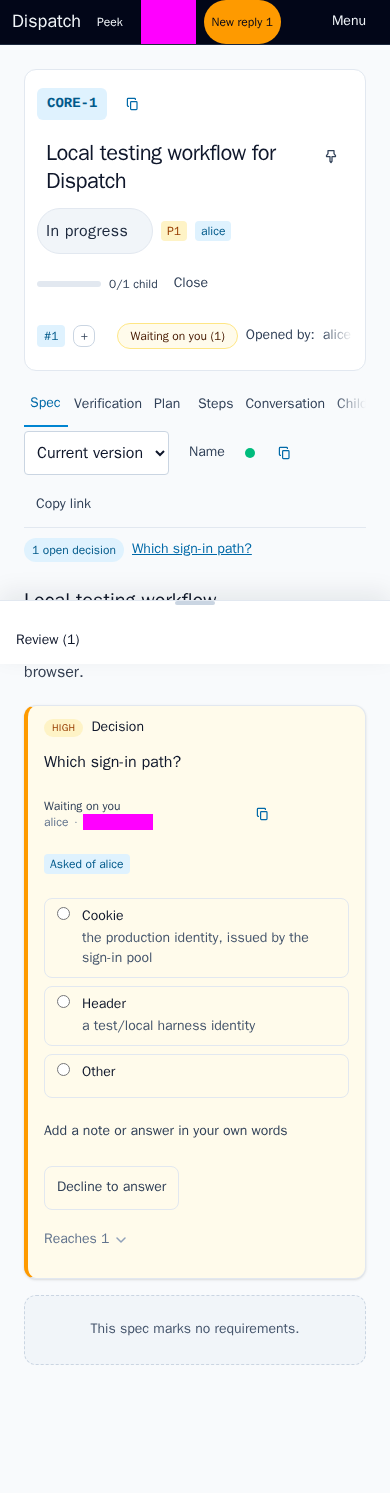 Dispatch Peek New reply 1 Menu
CORE-1
Local testing workflow for
Dispatch
In progress P1 alice
0/1 child Close
#1 + Waiting on you (1) Opened by: alice
Spec Verification Plan Steps Conversation
Current version Name
Copy link
1 open decision Which sign-in path?
Local testing workflow
Review (1)
browser.
HIGH Decision
Which sign-in path?
Waiting on you
alice ·
Asked of alice
Cookie
the production identity, issued by the
sign-in pool
Header
a test/local harness identity
Other
Add a note or answer in your own words
Decline to answer
Reaches 1
This spec marks no requirements.